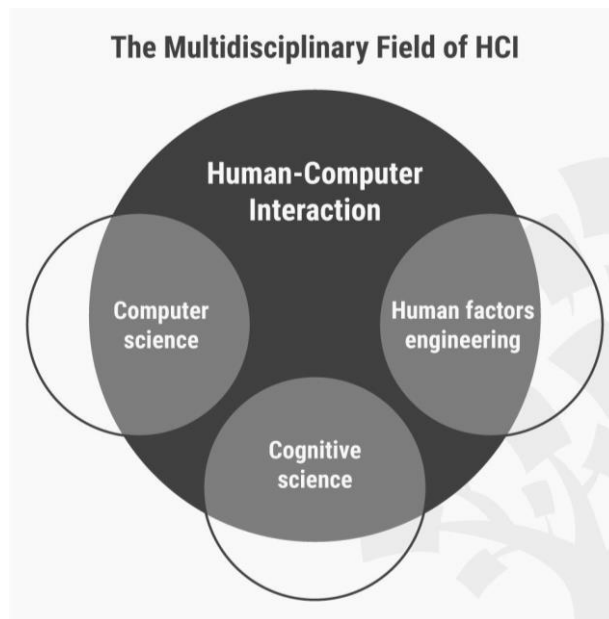 The Multidisciplinary Field of HCI
Human-Computer
Interaction
Computer
science
Human factors
engineering
Cognitive
science